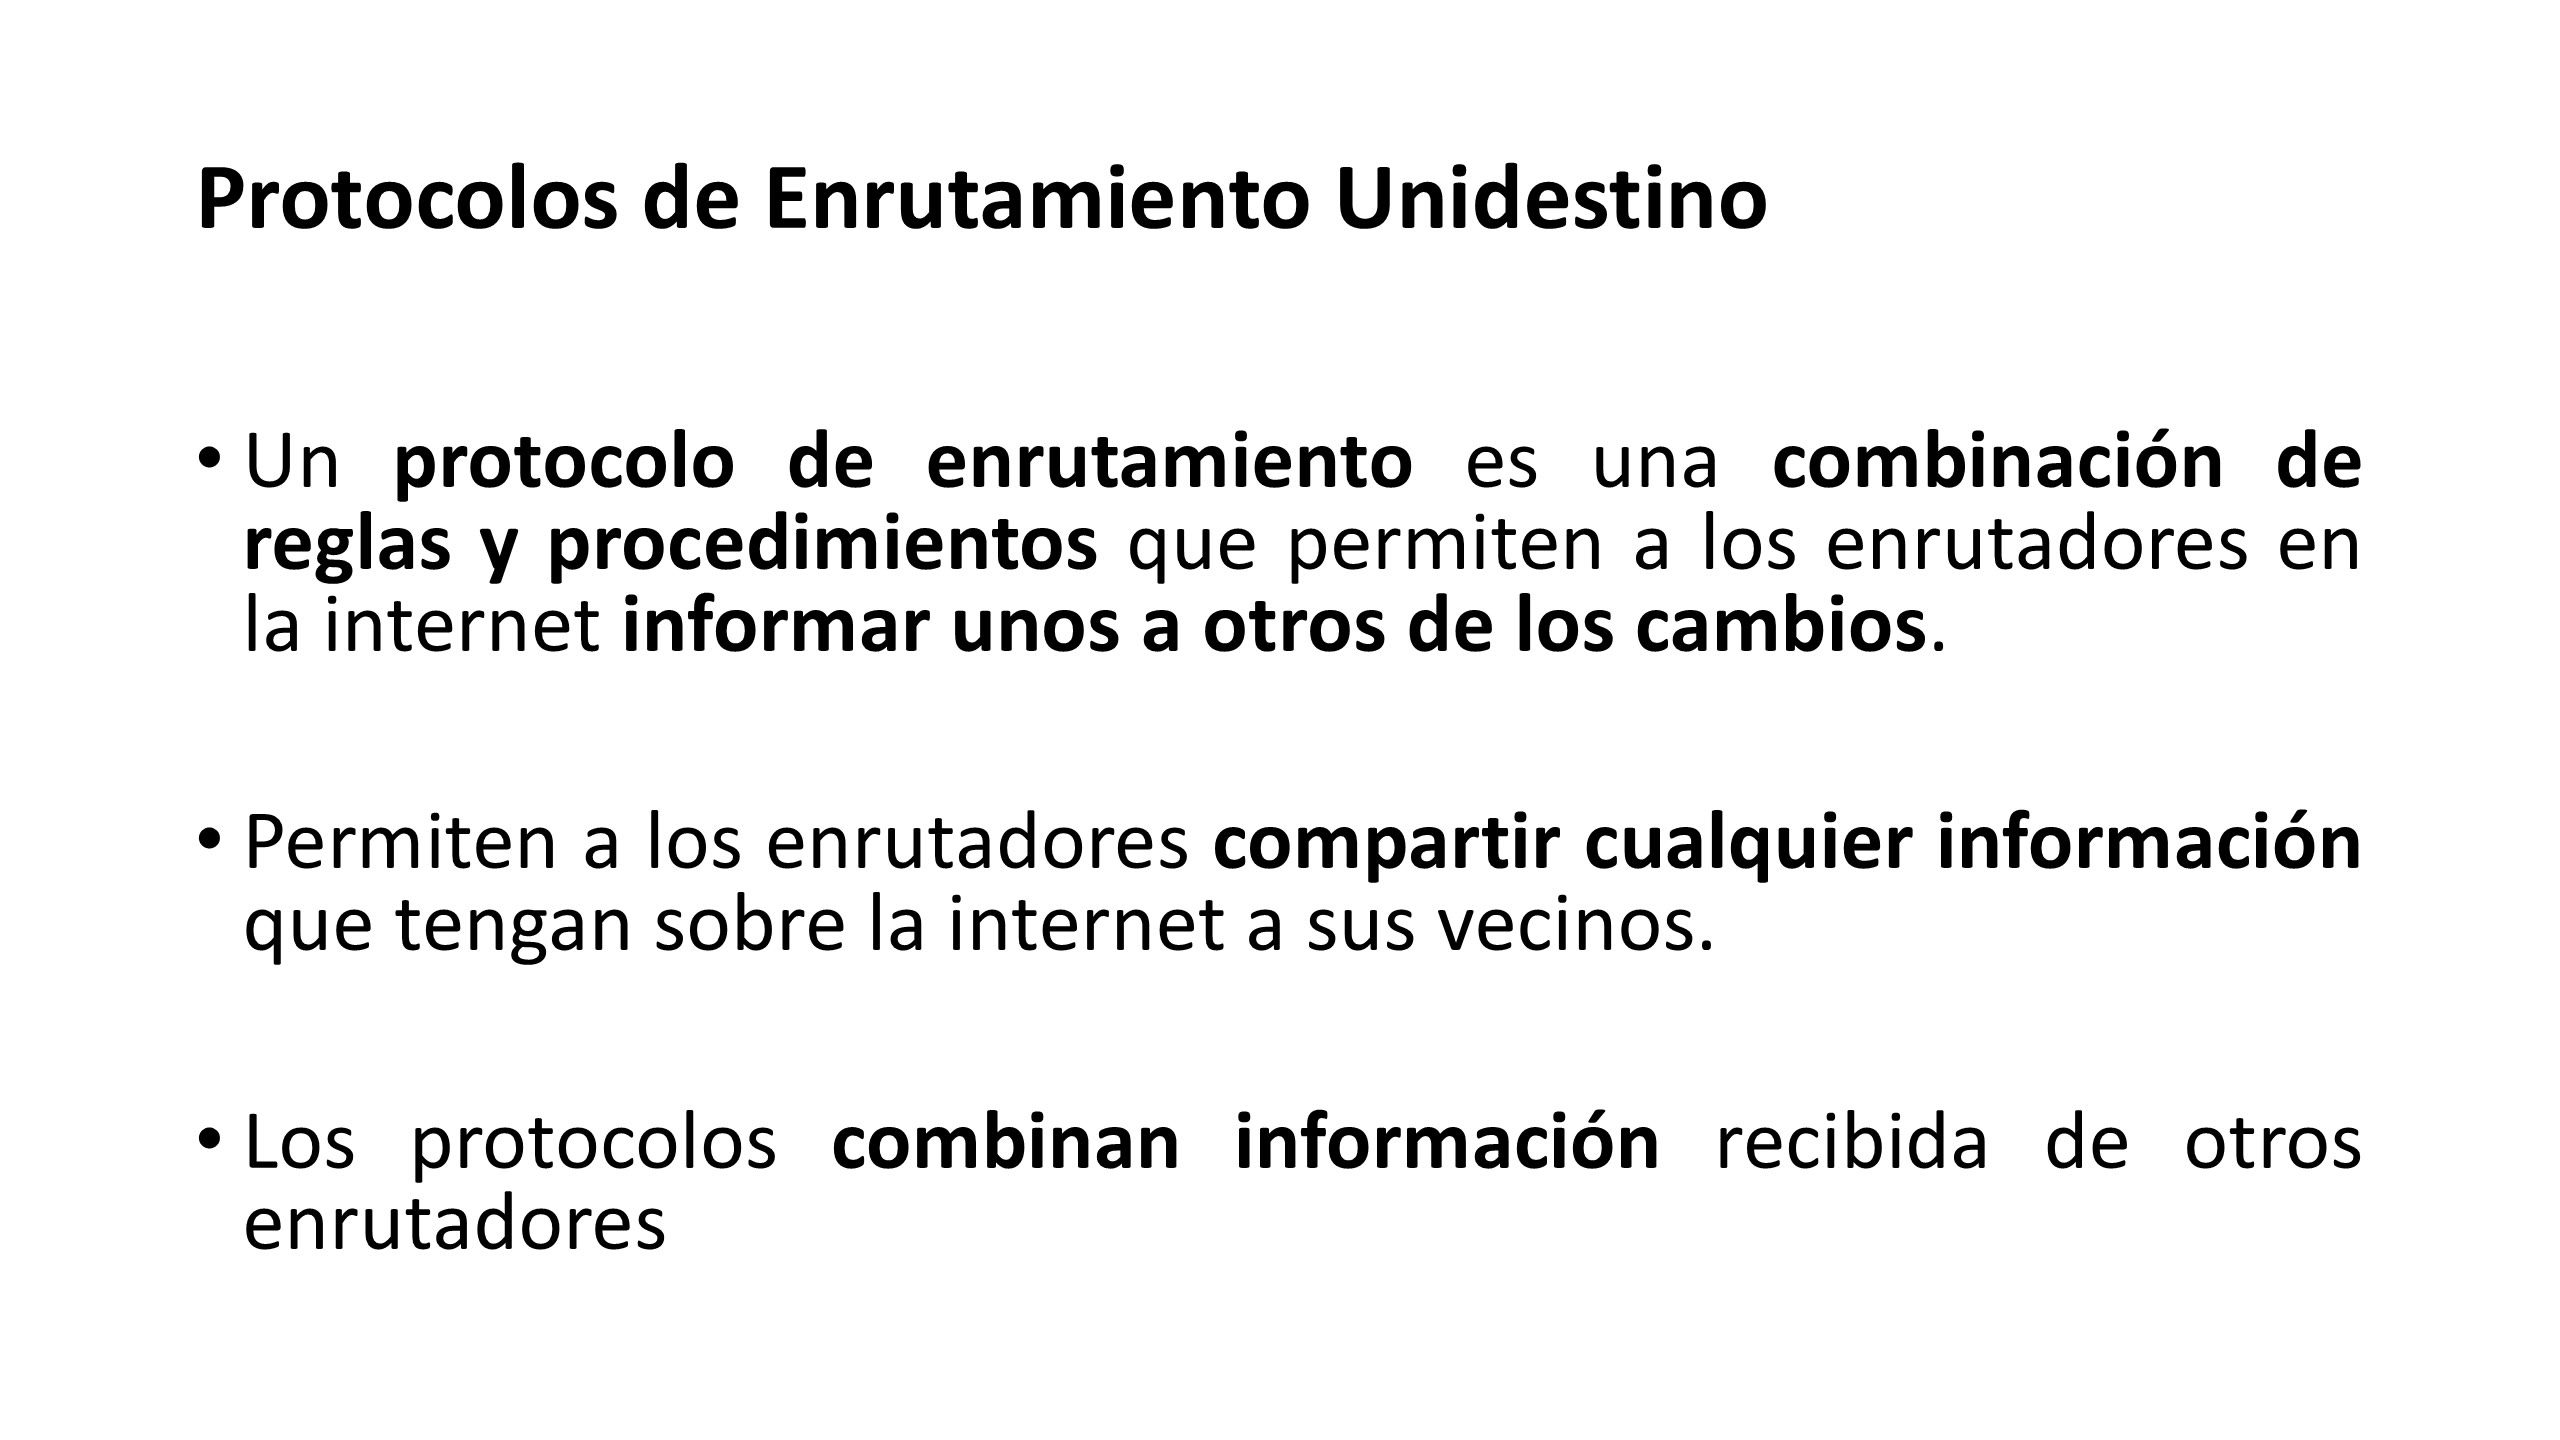 Protocolos de Enrutamiento Unidestino
• Un protocolo de enrutamiento es una combinación de
reglas y procedimientos que permiten a los enrutadores en
la internet informar unos a otros de los cambios.
• Permiten a los enrutadores compartir cualquier información
que tengan sobre la internet a sus vecinos.
• Los protocolos combinan información recibida de otros
enrutadores